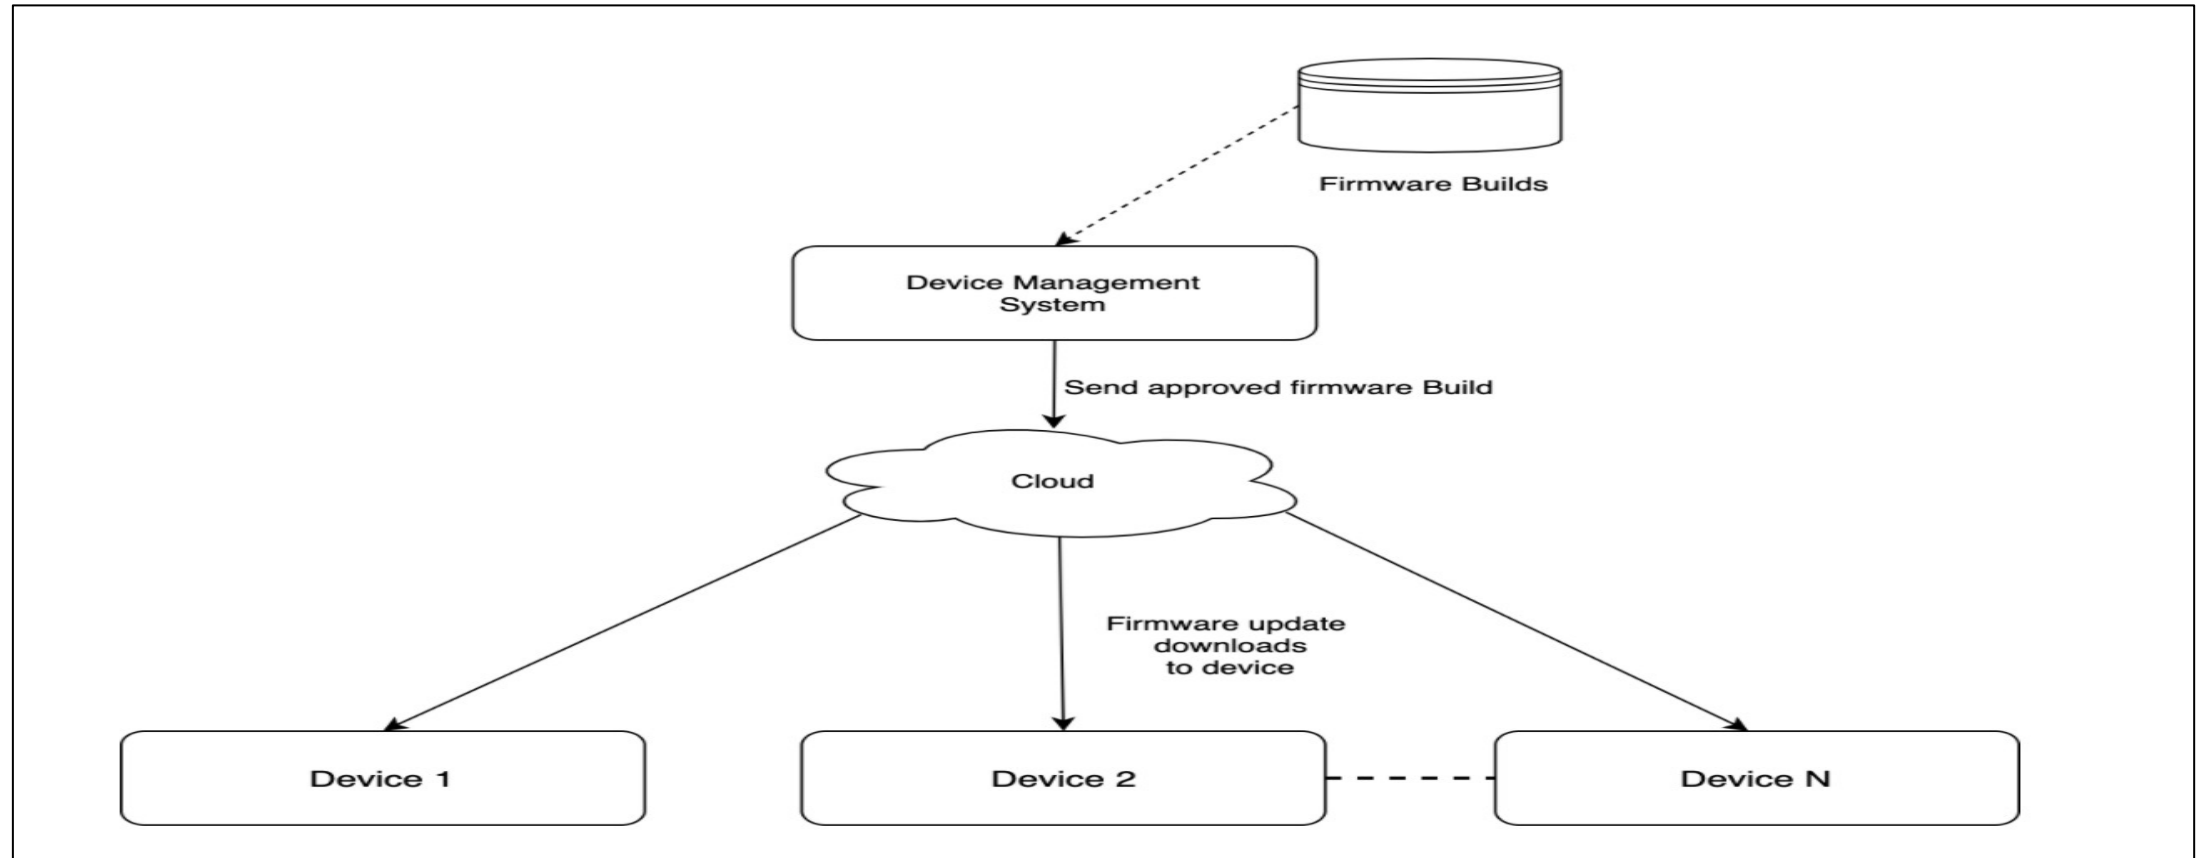 Firmware Builds
Device Management
System
Send approved firmware Build
Cloud
Firmware update
downloads
to device
Device 1
Device 2
Device N